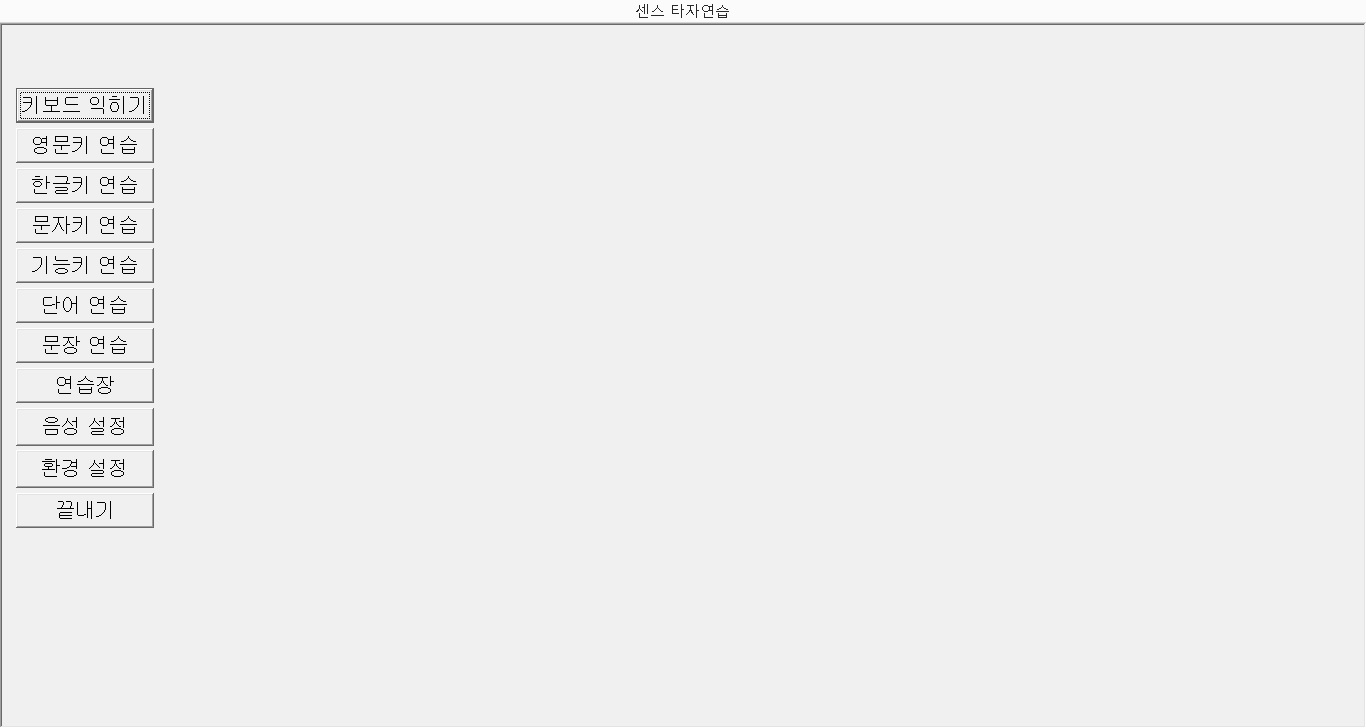 센스 타자연습
키보드 익히기
영문키 연습
한글키 연습
문자키 연습
기능키 연습
단어 연습
문장 연습
연습장
음성 설정
환경 설정
끝내기